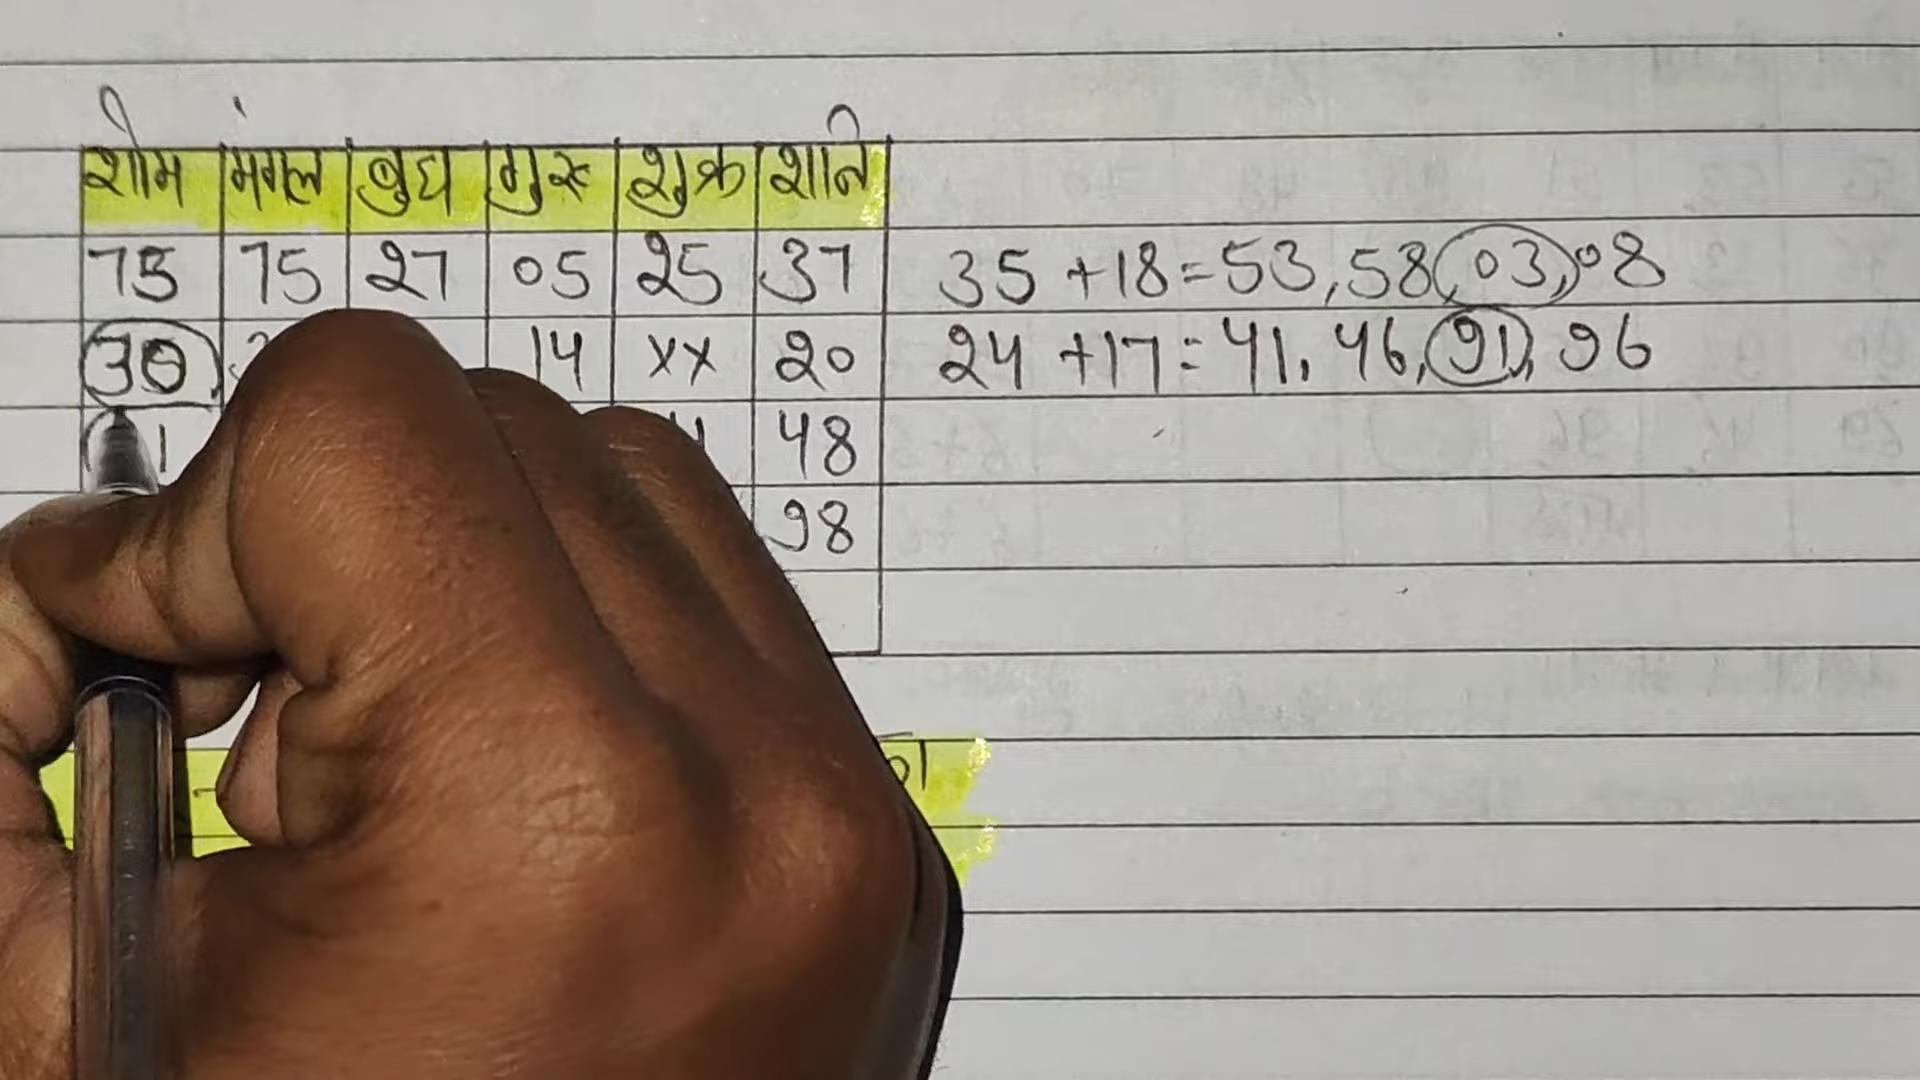 शोम मंगल बुध गुरु शुक्र शनि
75 75 27 05 25 37 35 +18=53,58,03,08
30 14 xx 20 24 +17=41,46,91,96
48
98